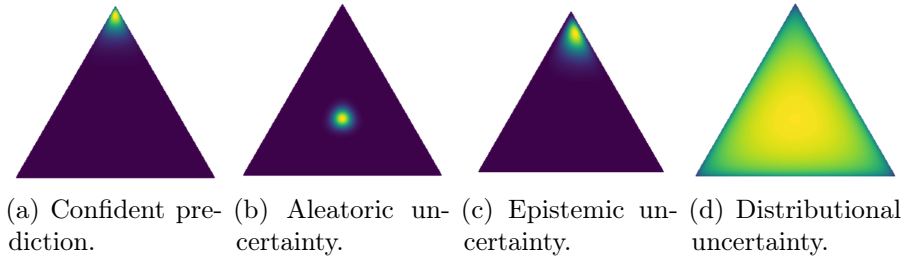 (a) Confident pre- (b) Aleatoric un- (c) Epistemic un- (d) Distributional
diction. certainty. certainty. uncertainty.